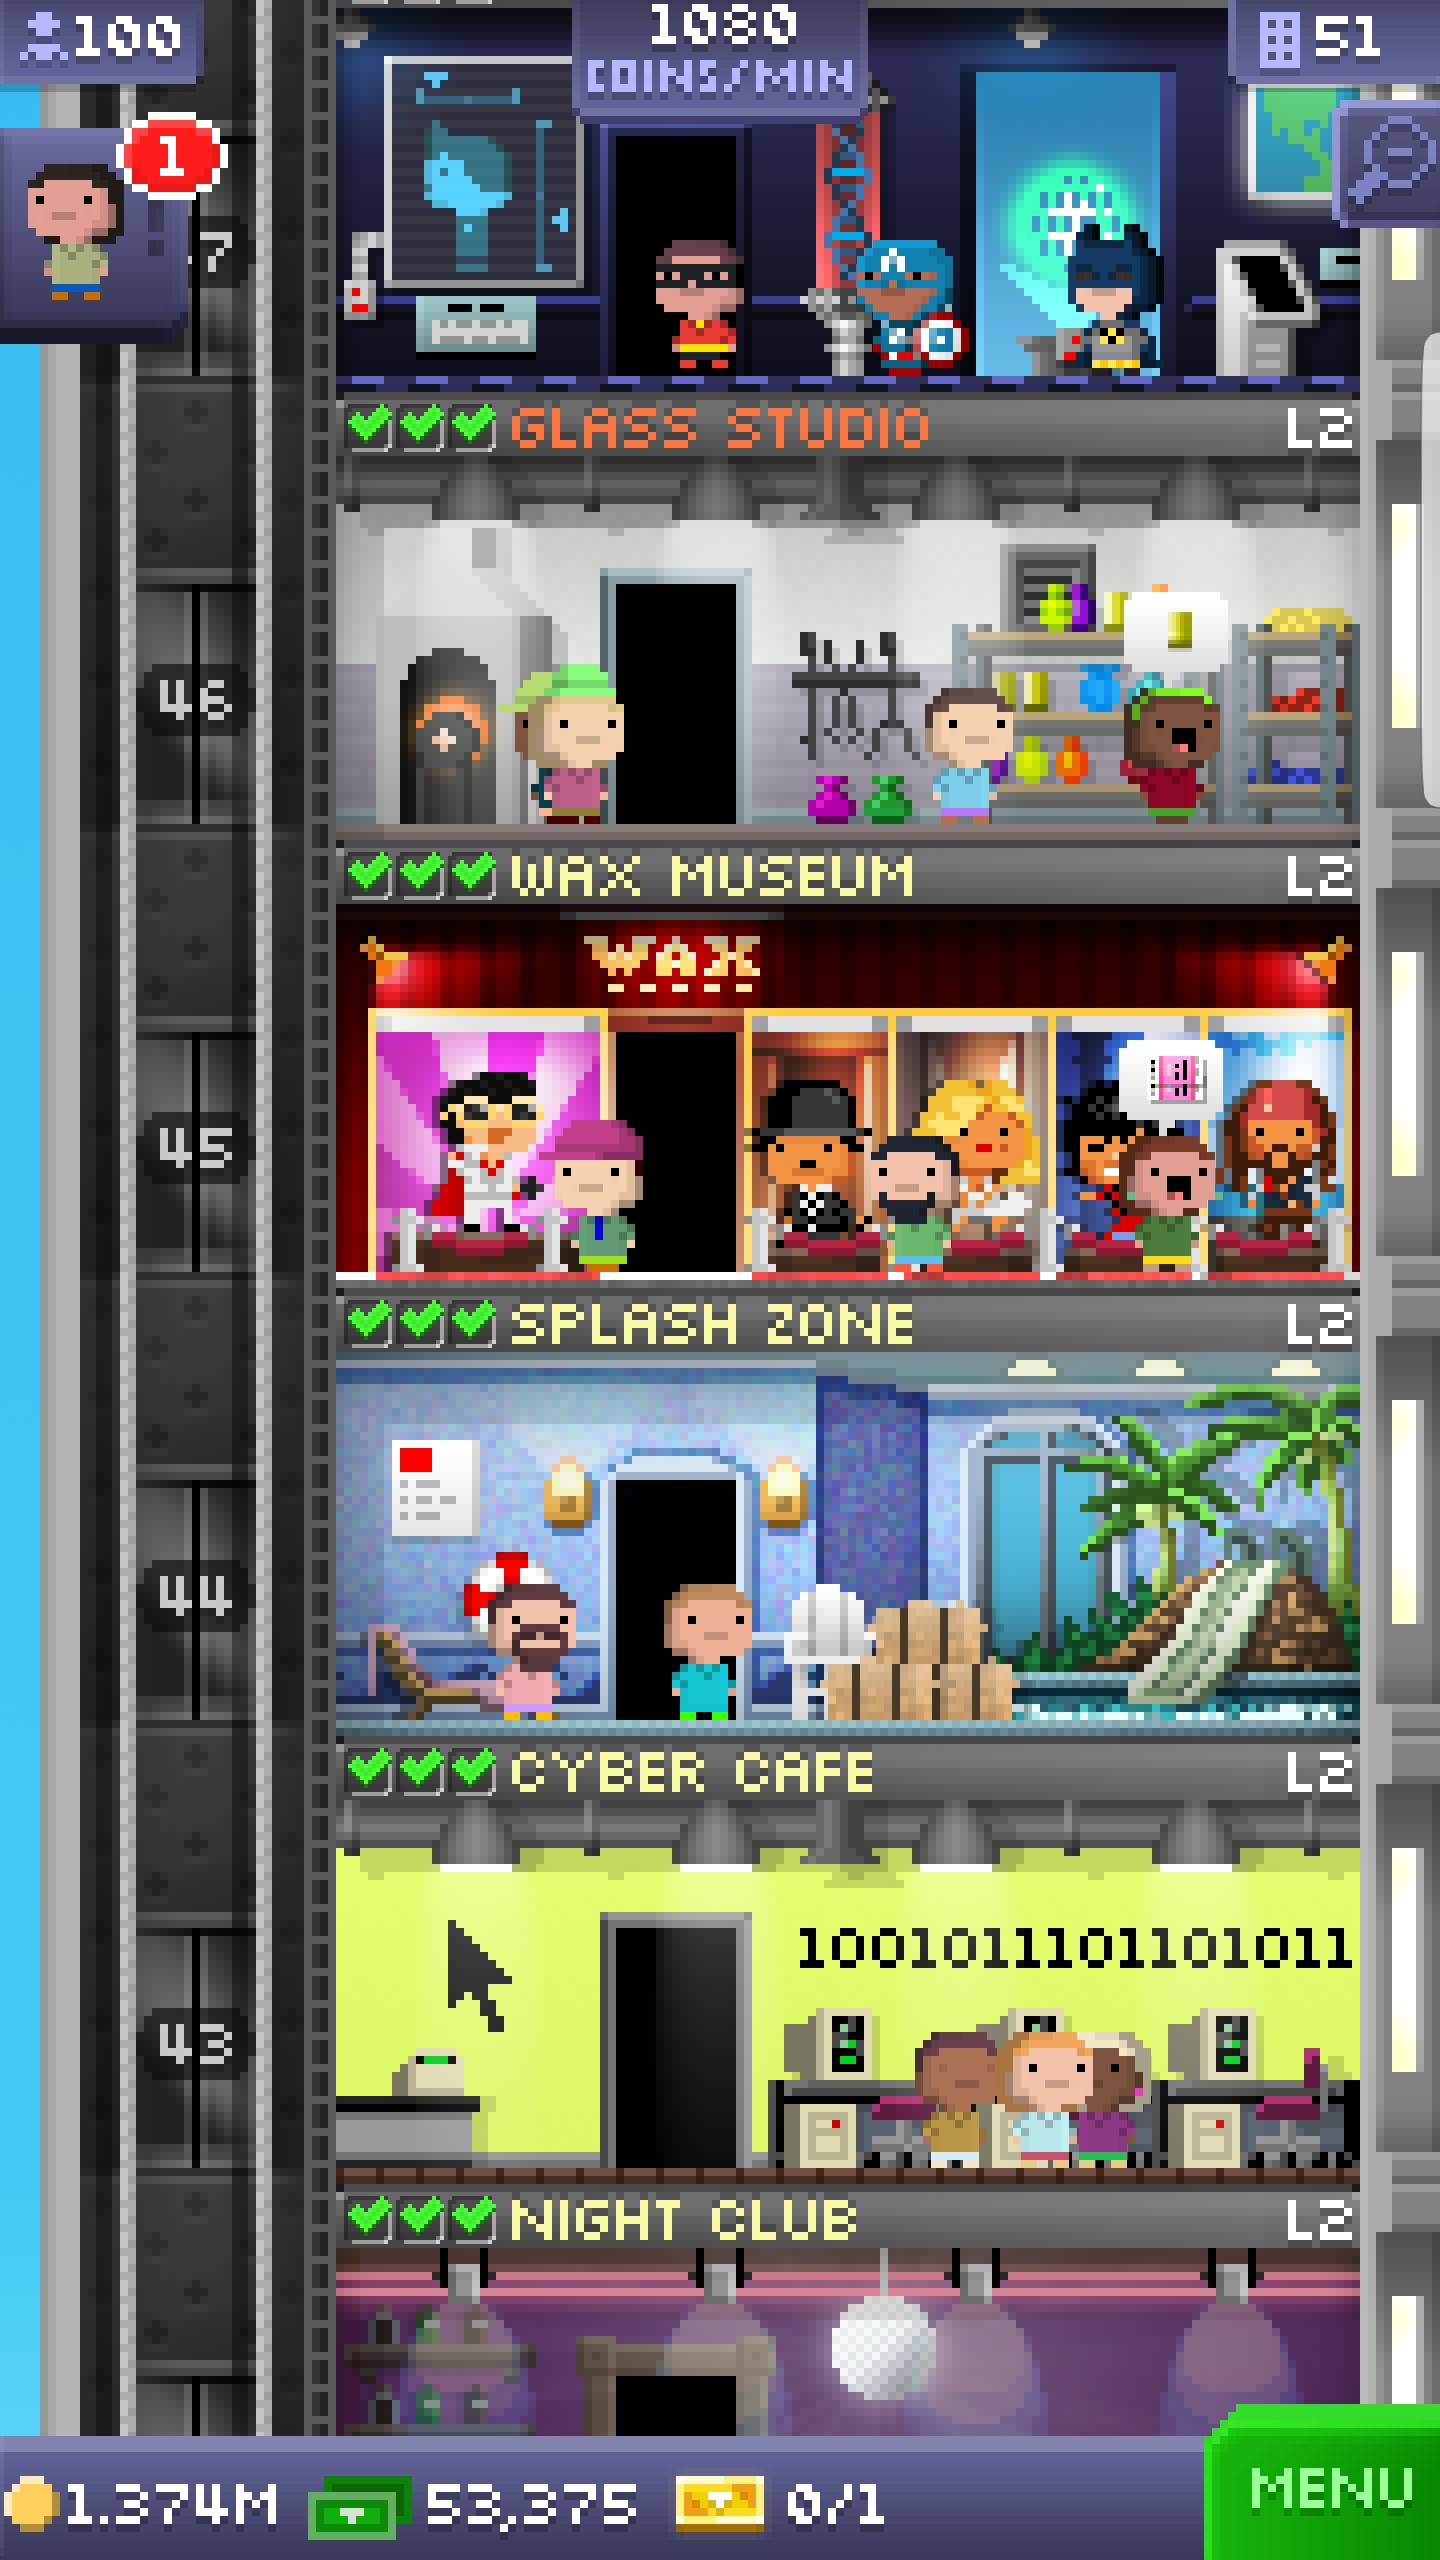 100
1080
COINS/MIN
51
1
7
GLASS STUDIO L2
46
WAX MUSEUM L2
WAX
45
SPLASH ZONE L2
44
CYBER CAFE L2
1001011101101011
43
NIGHT CLUB L2
1.374M 53,375 0/1
MENU